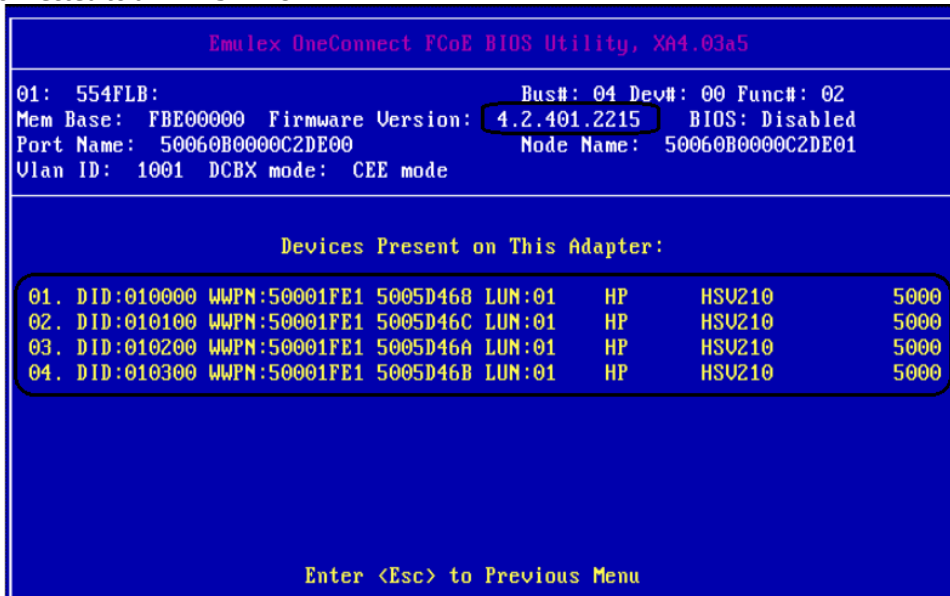 Emulex OneConnect FCoE BIOS Utility, XA4.03a5
01: 554FLB: Bus#: 04 Dev#: 00 Func#: 02
Mem Base: FBE00000 Firmware Version: 4.2.401.2215 BIOS: Disabled
Port Name: 50060B0000C2DE00 Node Name: 50060B0000C2DE01
Vlan ID: 1001 DCBX mode: CEE mode
Devices Present on This Adapter:
01. DID:010000 WWPN:50001FE1 5005D468 LUN:01 HP HSV210 5000
02. DID:010100 WWPN:50001FE1 5005D46C LUN:01 HP HSV210 5000
03. DID:010200 WWPN:50001FE1 5005D46A LUN:01 HP HSV210 5000
04. DID:010300 WWPN:50001FE1 5005D46B LUN:01 HP HSV210 5000
Enter <Esc> to Previous Menu